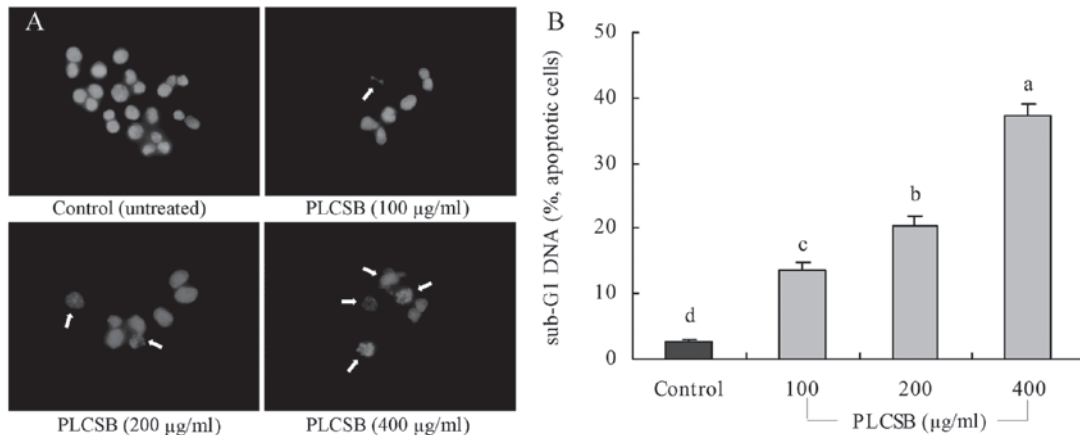 A
Control (untreated)
PLCSB (100 µg/ml)
PLCSB (200 µg/ml)
PLCSB (400 µg/ml)
B
sub-G1 DNA (%, apoptotic cells)
50
40
30
20
10
0
d
c
b
a
Control
100
200
400
PLCSB (µg/ml)